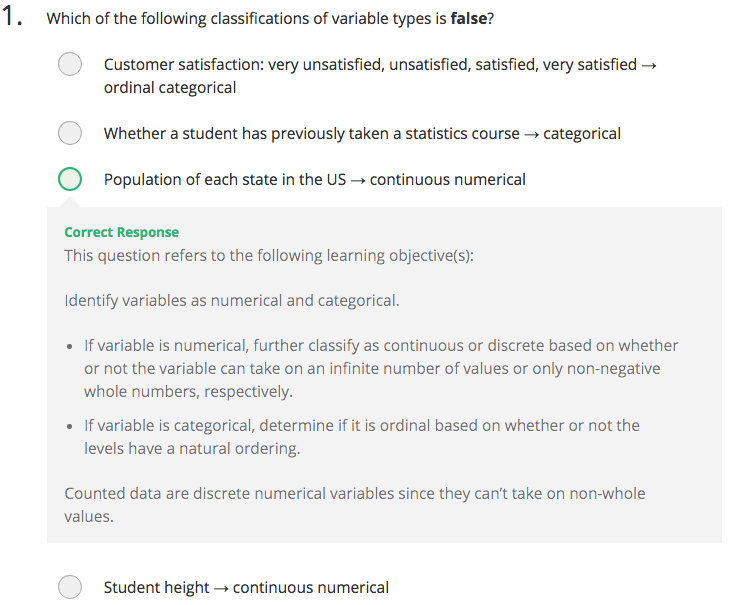 1. Which of the following classifications of variable types is false?
Customer satisfaction: very unsatisfied, unsatisfied, satisfied, very satisfied →
ordinal categorical
Whether a student has previously taken a statistics course → categorical
Population of each state in the US → continuous numerical
Correct Response
This question refers to the following learning objective(s):
Identify variables as numerical and categorical.
• If variable is numerical, further classify as continuous or discrete based on whether
or not the variable can take on an infinite number of values or only non-negative
whole numbers, respectively.
• If variable is categorical, determine if it is ordinal based on whether or not the
levels have a natural ordering.
Counted data are discrete numerical variables since they can’t take on non-whole
values.
Student height → continuous numerical